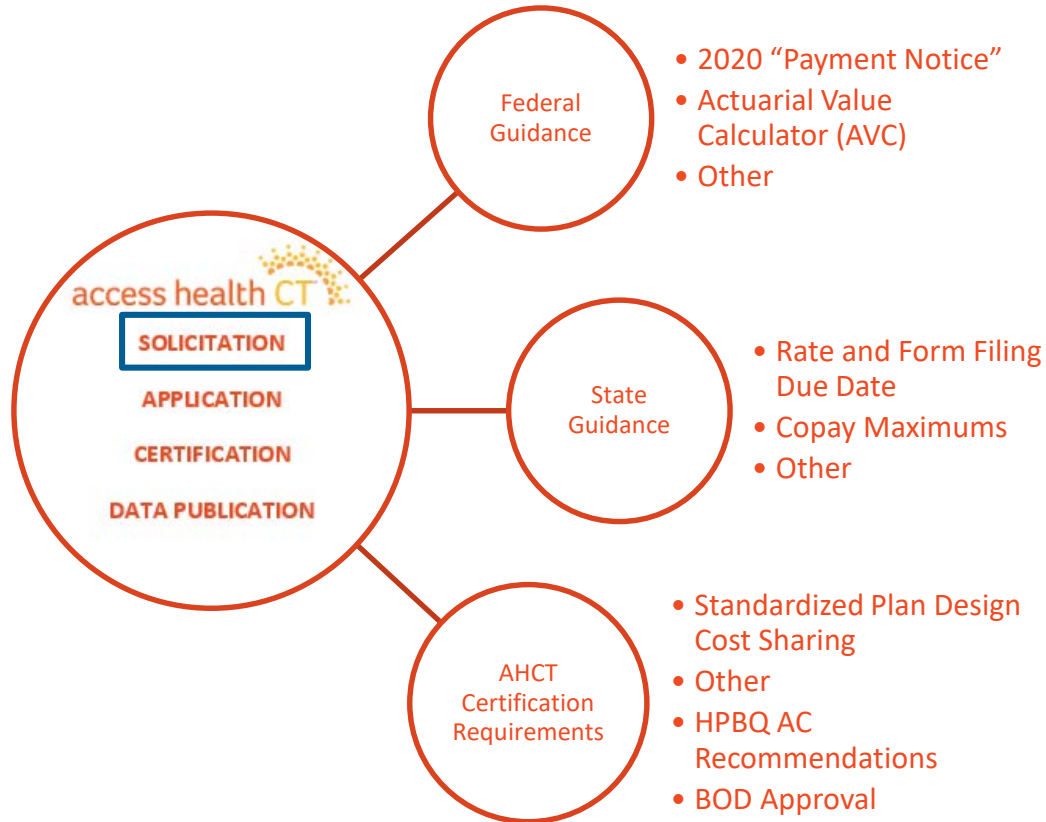 access health CT
SOLICITATION
APPLICATION
CERTIFICATION
DATA PUBLICATION
Federal
Guidance
• 2020 “Payment Notice”
• Actuarial Value
Calculator (AVC)
• Other
State
Guidance
• Rate and Form Filing
Due Date
• Copay Maximums
• Other
AHCT
Certification
Requirements
• Standardized Plan Design
Cost Sharing
• Other
• HPBQ AC
Recommendations
• BOD Approval